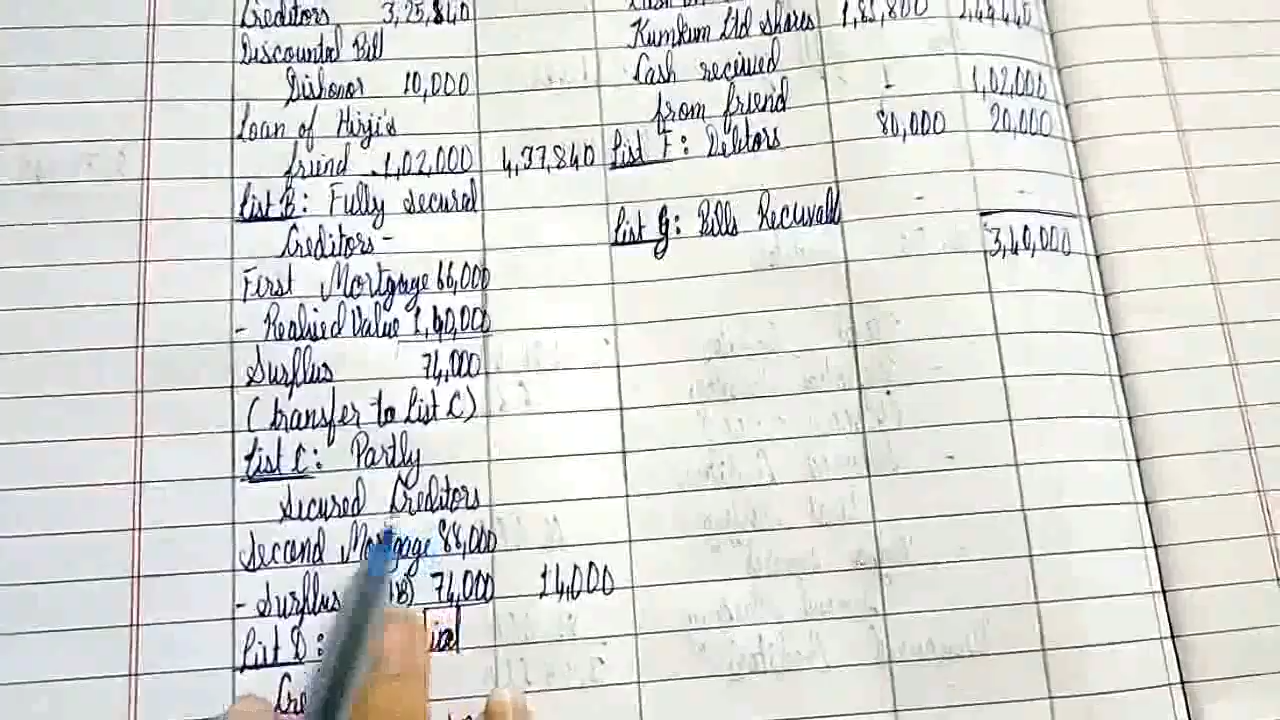 Creditors 3,25,840
Discounted Bill
Dishonor 10,000
Loan of Hirji's
friend 1,02,000 4,37,840
List B: Fully secured
Creditors -
First Mortgage 66,000
- Realised Value 1,40,000
Surplus 74,000
(transfer to List C)
List C: Partly
Secured Creditors
Second Mortgage 88,000
- Surplus 74,000 14,000
List D:
Cre
Kumkum Ltd shares 1,85,800
Cash received
from friend 1,02,000
List F: Debtors 80,000 20,000
List G: Bills Recuvabl - -
3,40,000